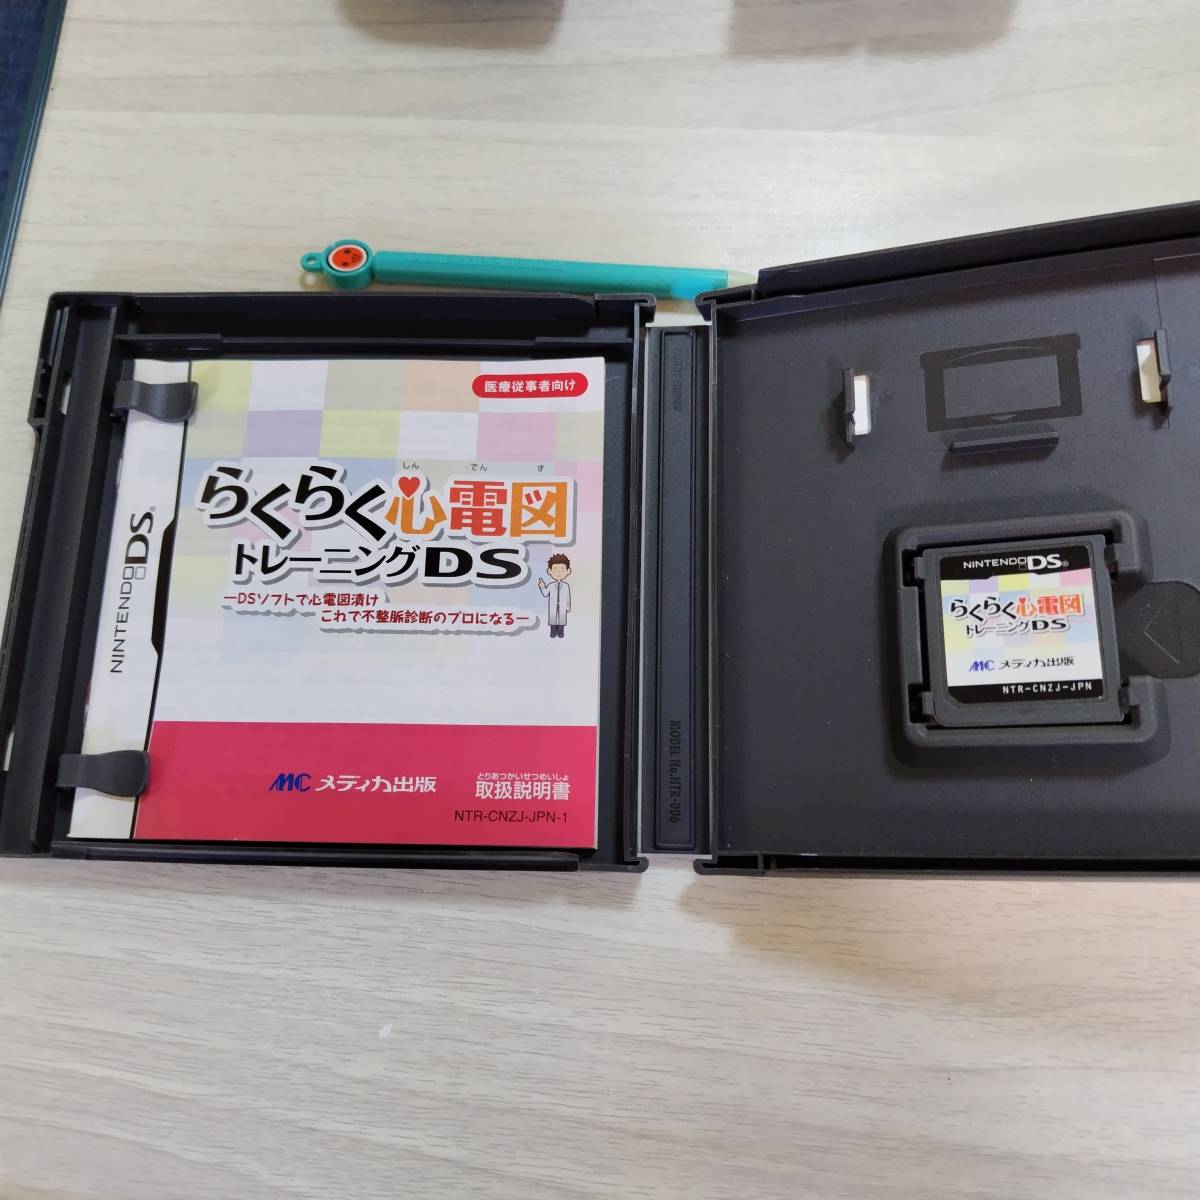 医療従事者向け
しん でん ず
らくらく心電図
トレーニングDS
―DSソフトで心電図漬け
これで不整脈診断のプロになる―
NINTENDO DS®
MC メディカ出版
とりあつかいせつめいしょ
取扱説明書
NTR-CNZJ-JPN-1
MODEL No.NTR-006
NINTENDO DS®
らくらく心電図
トレーニングDS
MC メディカ出版
NTR-CNZJ-JPN